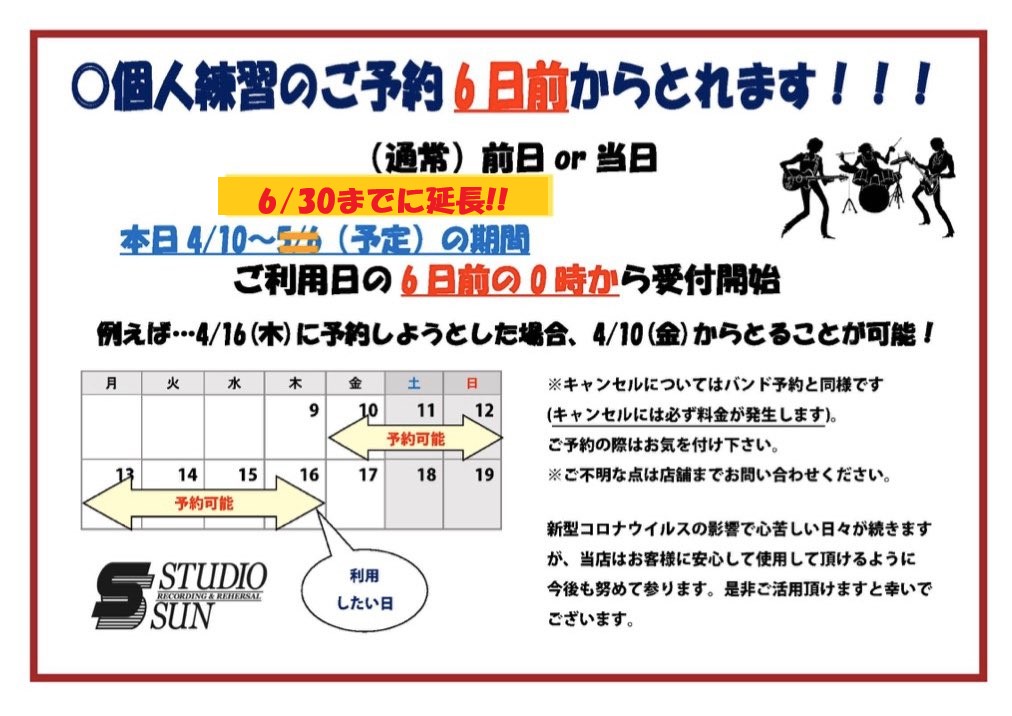 ○個人練習のご予約6日前からとれます！！！
（通常）前日 or 当日
6/30までに延長!!
本日4/10～5/6（予定）の期間
ご利用日の6日前の0時から受付開始
例えば…4/16(木)に予約しようとした場合、4/10(金)からとることが可能！
月 火 水 木 金 土 日
9 10 11 12
予約可能
13 14 15 16 17 18 19
予約可能
利用
したい日
STUDIO
RECORDING & REHERSAL
SUN
※キャンセルについてはバンド予約と同様です
(キャンセルには必ず料金が発生します)。
ご予約の際はお気を付け下さい。
※ご不明な点は店舗までお問い合わせください。
新型コロナウイルスの影響で心苦しい日々が続きます
が、当店はお客様に安心して使用して頂けるように
今後も努めて参ります。是非ご活用頂けますと幸いで
ございます。